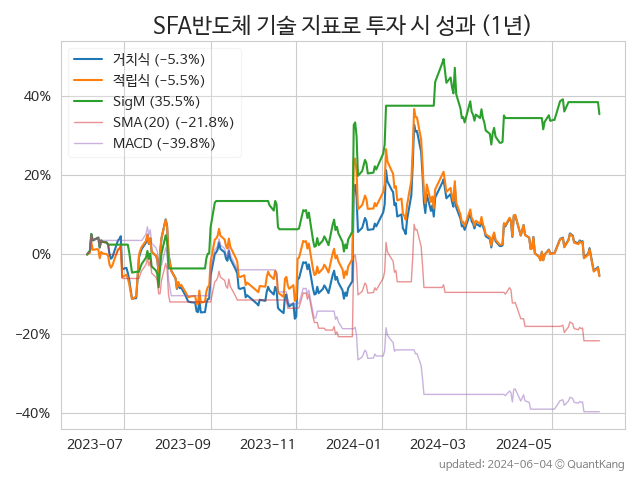 SFA반도체 기술 지표로 투자 시 성과 (1년)
거치식 (−5.3%)
적립식 (−5.5%)
SigM (35.5%)
SMA(20) (−21.8%)
MACD (−39.8%)
40%
20%
0%
−20%
−40%
2023-07 2023-09 2023-11 2024-01 2024-03 2024-05
updated: 2024-06-04 © QuantKang